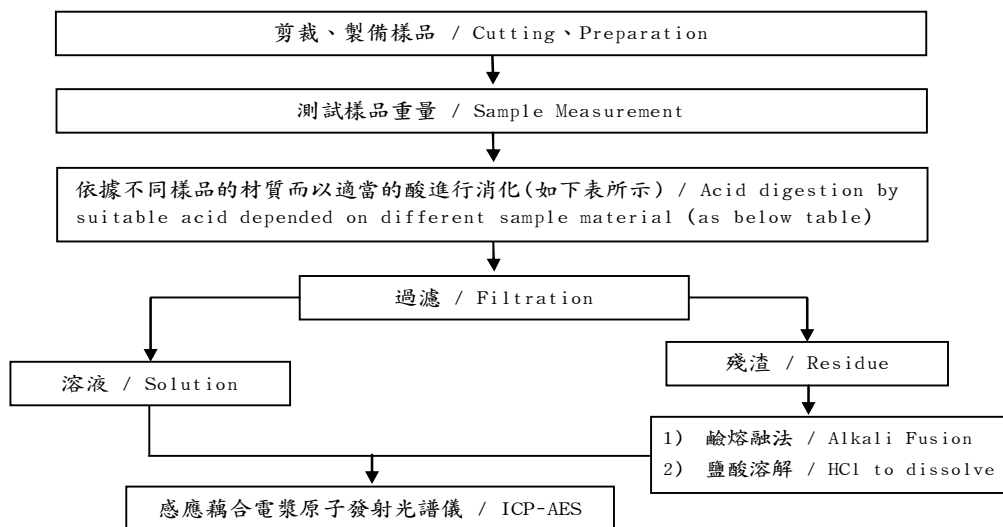 剪裁、製備樣品 / Cutting、Preparation
測試樣品重量 / Sample Measurement
依據不同樣品的材質而以適當的酸進行消化(如下表所示) / Acid digestion by
suitable acid depended on different sample material (as below table)
過濾 / Filtration
溶液 / Solution
殘渣 / Residue
1) 鹼熔融法 / Alkali Fusion
2) 鹽酸溶解 / HCl to dissolve
感應藕合電漿原子發射光譜儀 / ICP-AES